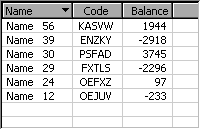 Name Code Balance
Name 56 KASVW 1944
Name 39 ENZKY -2918
Name 30 PSFAD 3745
Name 29 FXTLS -2296
Name 24 OEFXZ 97
Name 12 OEJUV -233